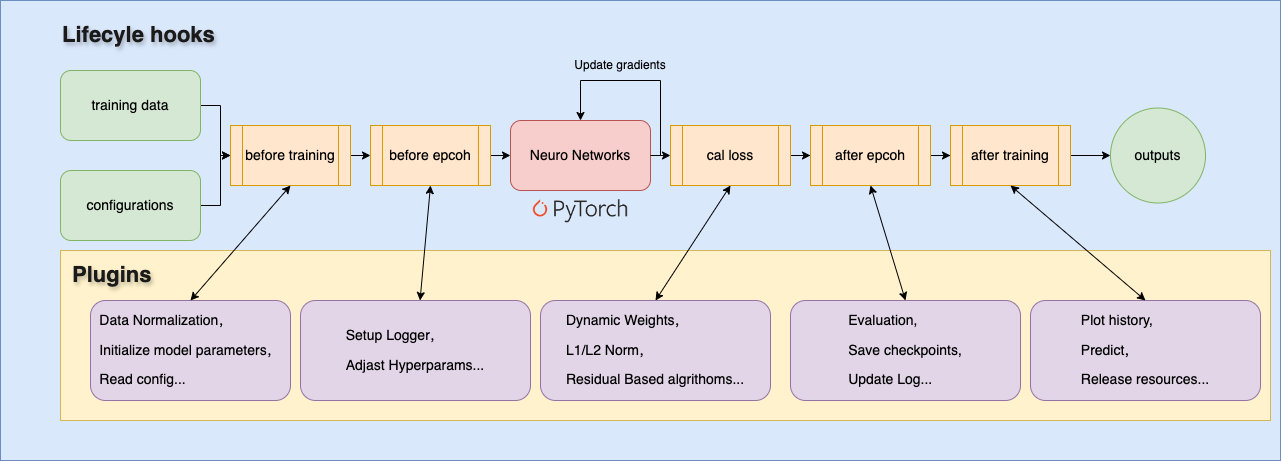 Lifecyle hooks
Update gradients
training data
configurations
before training
before epcoh
Neuro Networks
cal loss
after epcoh
after training
outputs
PyTorch
Plugins
Data Normalization,
Initialize model parameters,
Read config...
Setup Logger,
Adjast Hyperparams...
Dynamic Weights,
L1/L2 Norm,
Residual Based algrithoms...
Evaluation,
Save checkpoints,
Update Log...
Plot history,
Predict,
Release resources...